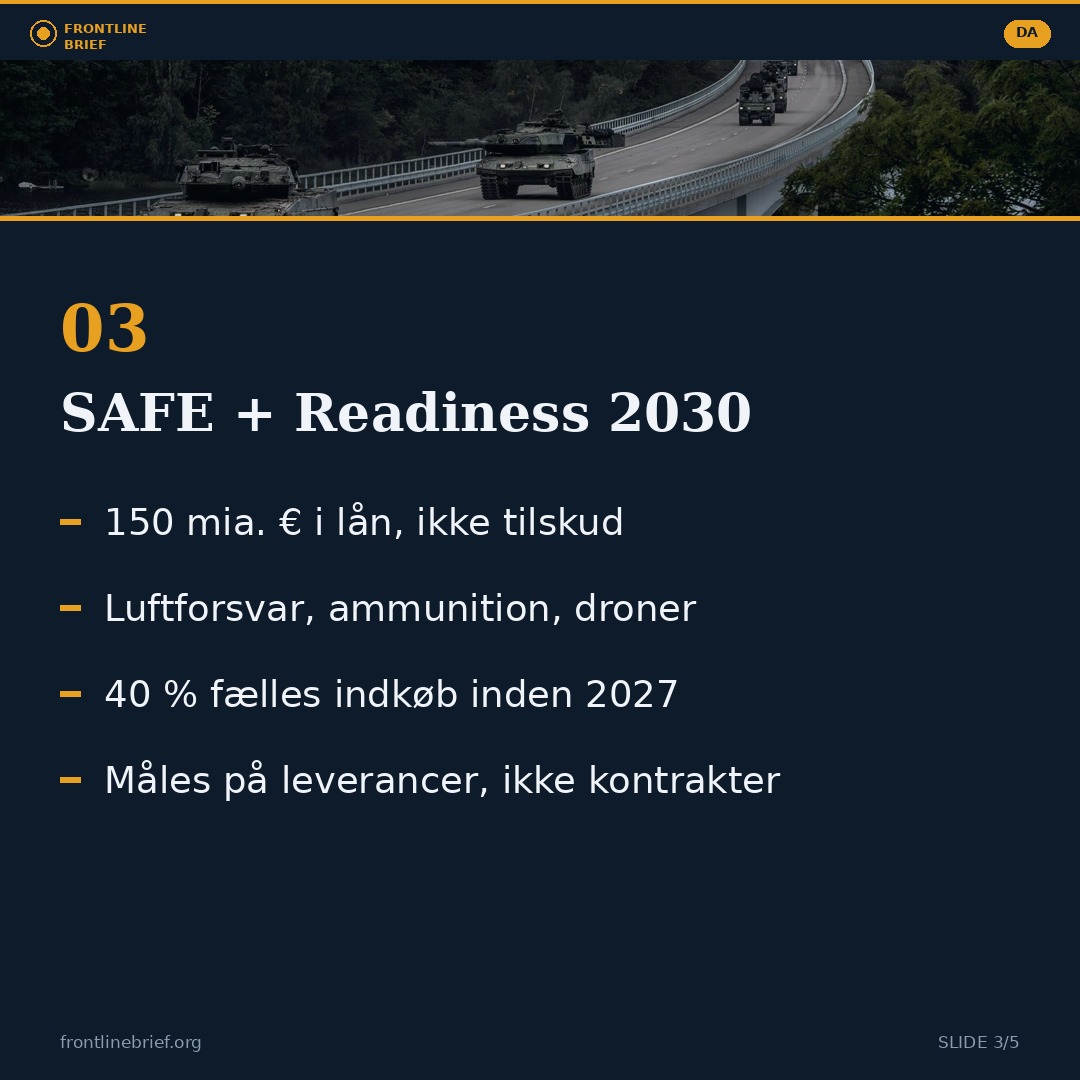 FRONTLINE
BRIEF
DA
03
SAFE + Readiness 2030
150 mia. € i lån, ikke tilskud
Luftforsvar, ammunition, droner
40 % fælles indkøb inden 2027
Måles på leverancer, ikke kontrakter
frontlinebrief.org
SLIDE 3/5